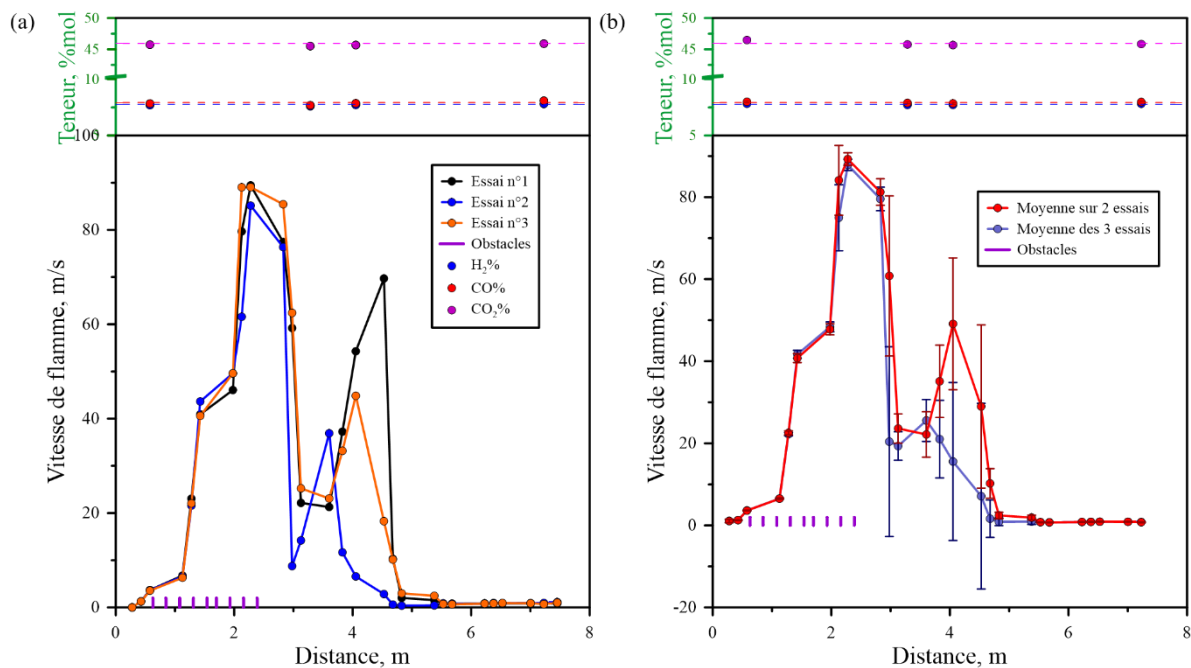 (a)
Teneur, %mol
50
45
10
5
100
80
60
40
20
0
Vitesse de flamme, m/s
Essai n°1
Essai n°2
Essai n°3
Obstacles
H₂%
CO%
CO₂%
0 2 4 6 8
Distance, m
(b)
Teneur, %mol
50
45
10
5
80
60
40
20
0
-20
Vitesse de flamme, m/s
Moyenne sur 2 essais
Moyenne des 3 essais
Obstacles
0 2 4 6 8
Distance, m